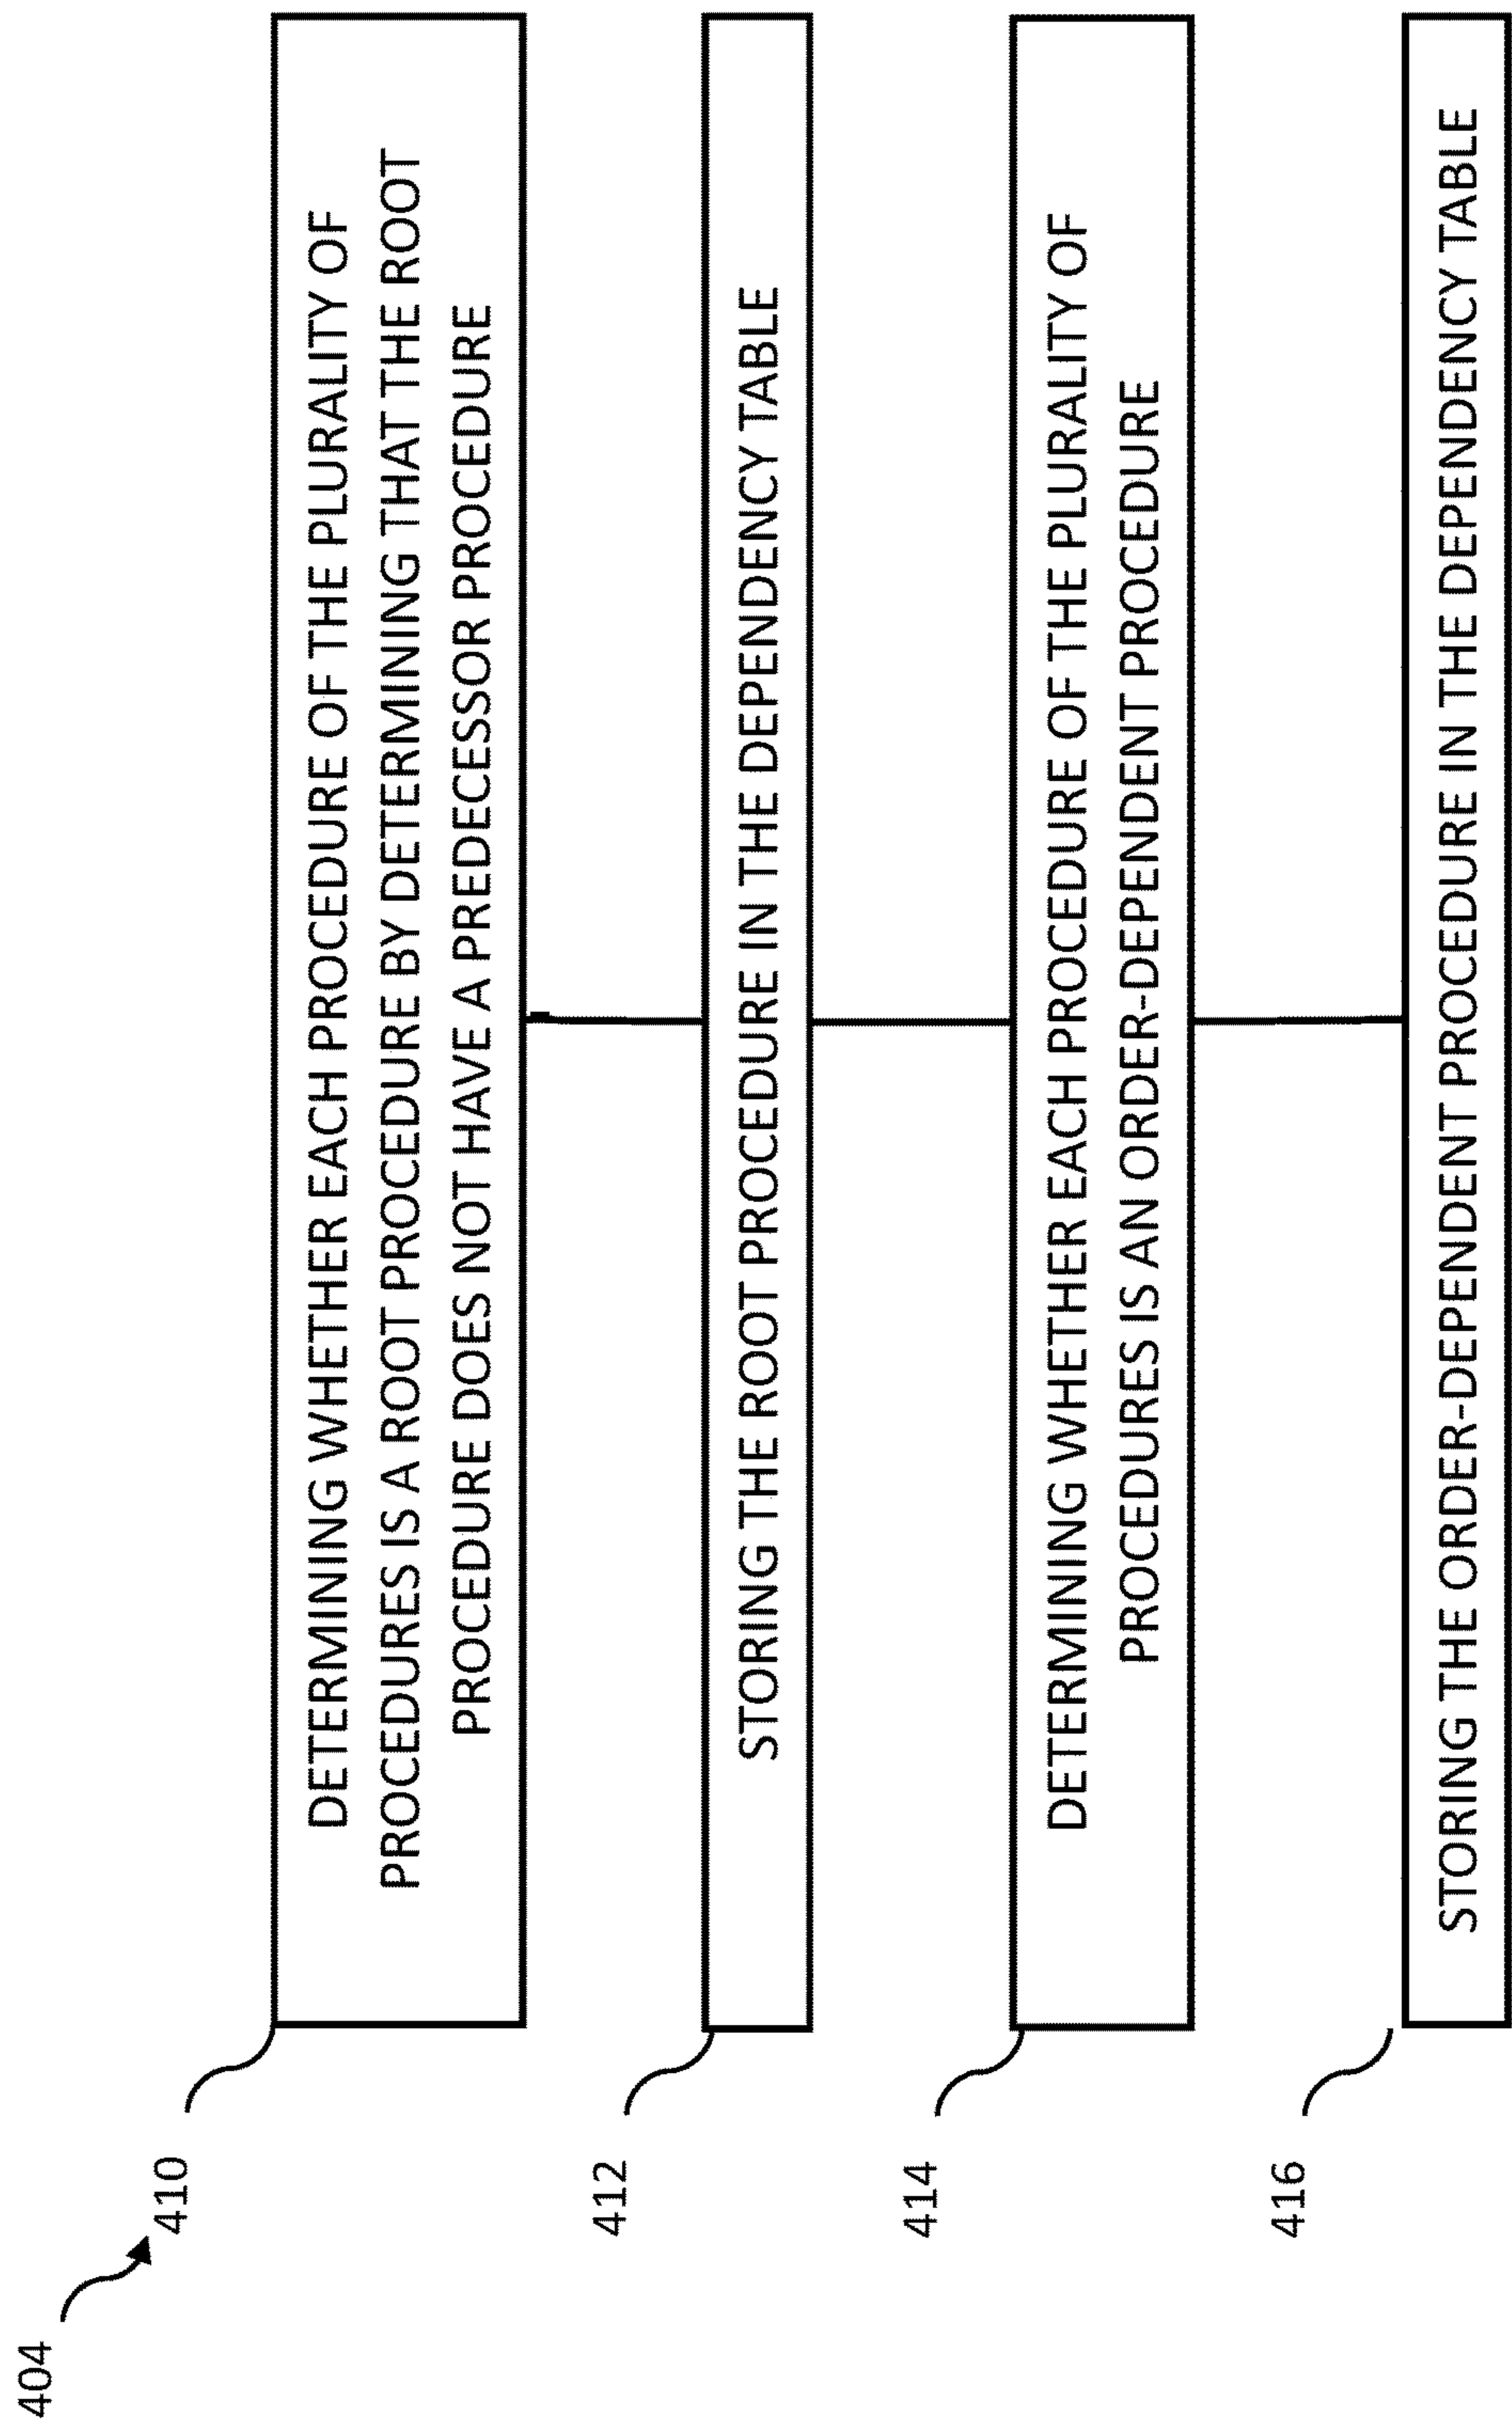 404
410
DETERMINING WHETHER EACH PROCEDURE OF THE PLURALITY OF
PROCEDURES IS A ROOT PROCEDURE BY DETERMINING THAT THE ROOT
PROCEDURE DOES NOT HAVE A PREDECESSOR PROCEDURE
412
STORING THE ROOT PROCEDURE IN THE DEPENDENCY TABLE
414
DETERMINING WHETHER EACH PROCEDURE OF THE PLURALITY OF
PROCEDURES IS AN ORDER-DEPENDENT PROCEDURE
416
STORING THE ORDER-DEPENDENT PROCEDURE IN THE DEPENDENCY TABLE